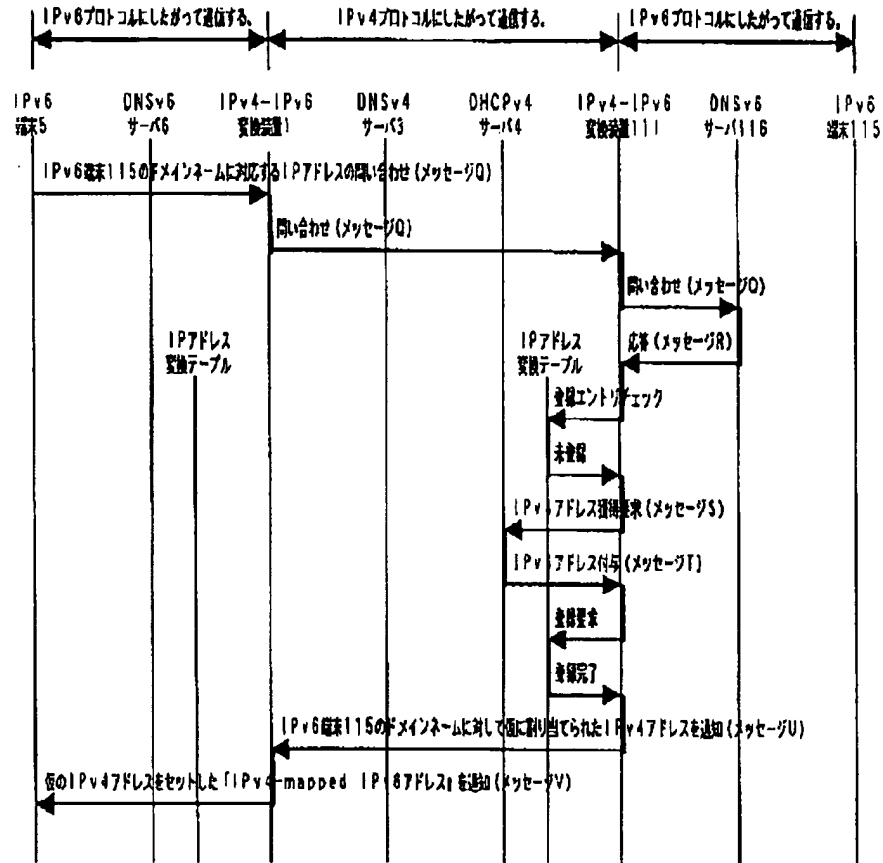 IPv6プロトコルにしたがって通信する。
IPv4プロトコルにしたがって通信する。
IPv6プロトコルにしたがって通信する。
IPv6
端末5
DNSv6
サーバ6
IPv4-IPv6
変換装置1
DNSv4
サーバ3
DHCPv4
サーバ4
IPv4-IPv6
変換装置111
DNSv6
サーバ116
IPv6
端末115
IPv6端末115のドメインネームに対応するIPアドレスの問い合わせ(メッセージQ)
問い合わせ(メッセージQ)
問い合わせ(メッセージQ)
応答(メッセージR)
IPアドレス
変換テーブル
IPアドレス
変換テーブル
登録エントリチェック
未登録
IPv4アドレス獲得要求(メッセージS)
IPv4アドレス付与(メッセージT)
登録要求
登録完了
IPv6端末115のドメインネームに対して仮に割り当てられたIPv4アドレスを通知(メッセージU)
仮のIPv4アドレスをセットした「IPv4-mapped IPv6アドレス」を通知(メッセージV)